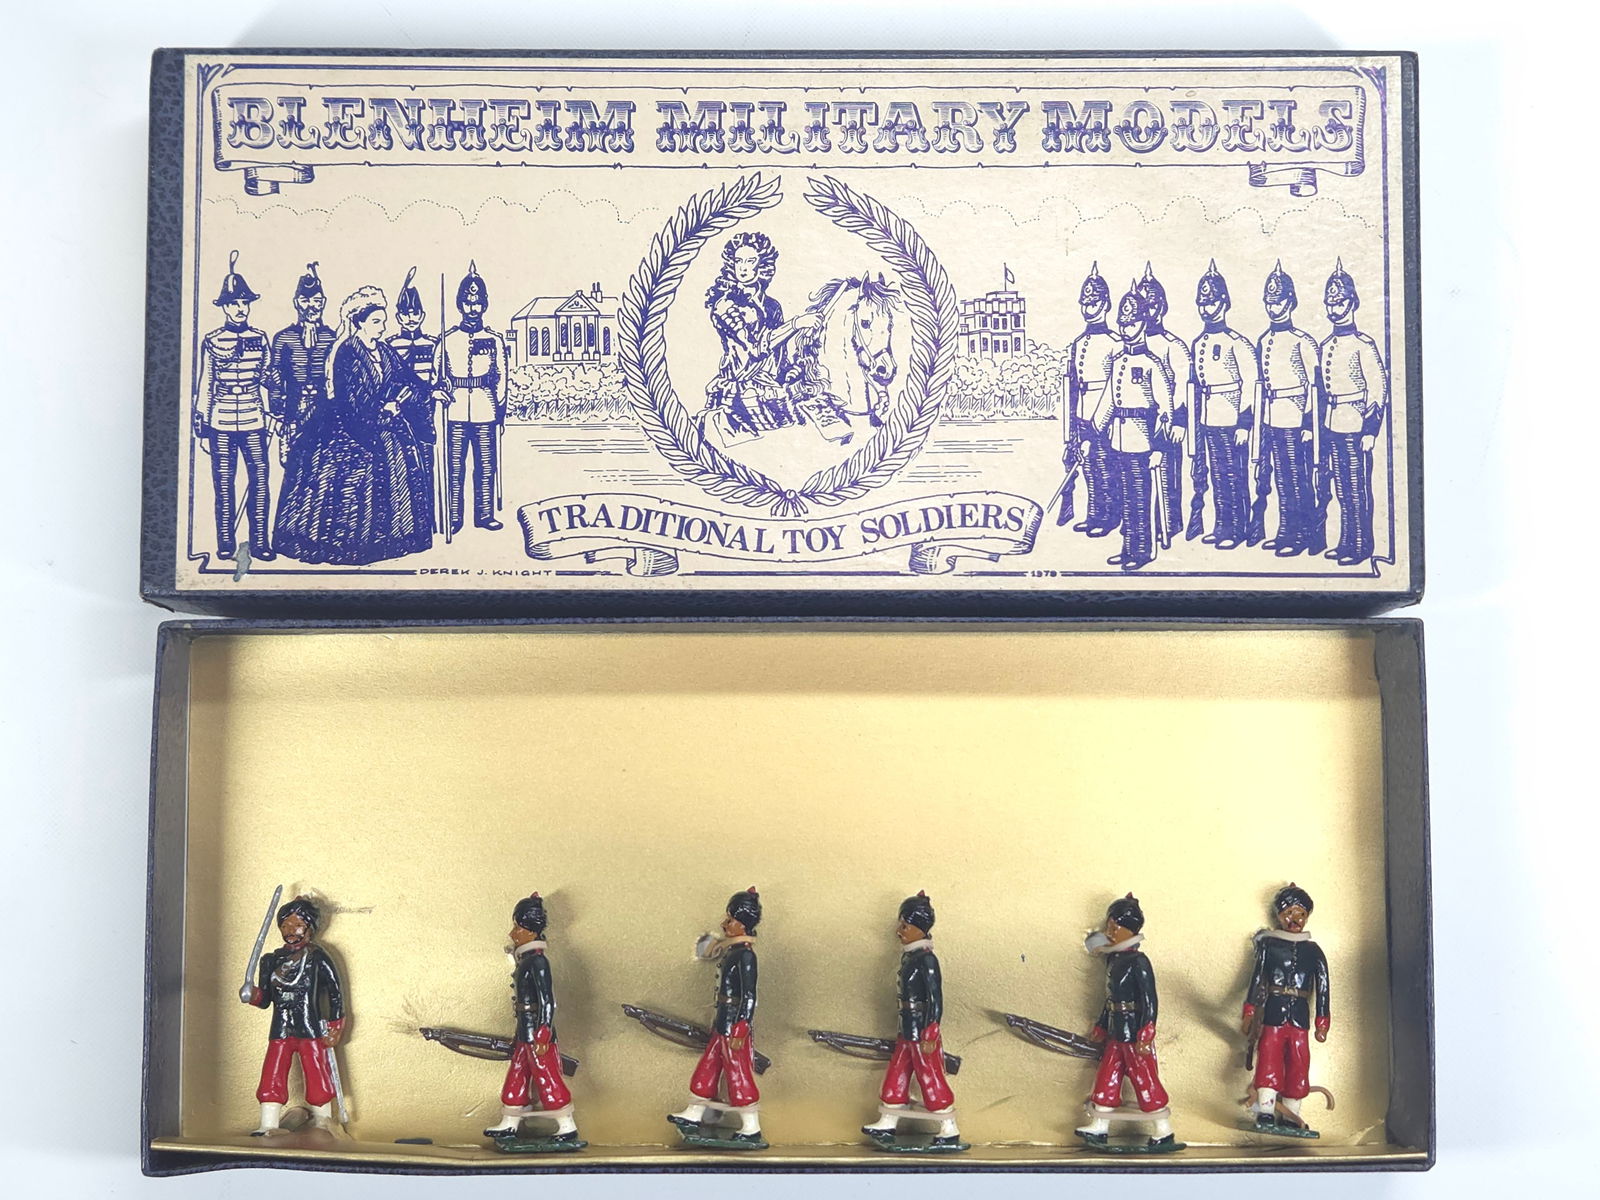 BLENHEIM MILITARY MODELS
TRADITIONAL TOY SOLDIERS
DEREK J. KNIGHT
1979